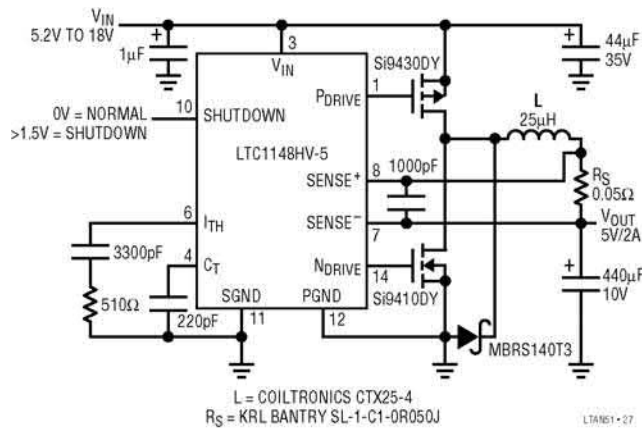 VIN
5.2V TO 18V
+
1µF
3
VIN
Si9430DY
+
44µF
35V
1
PDRIVE
L
25µH
0V = NORMAL
>1.5V = SHUTDOWN
10
SHUTDOWN
LTC1148HV-5
1000pF
SENSE+
8
RS
0.05Ω
SENSE−
7
VOUT
5V/2A
6
ITH
3300pF
4
CT
NDRIVE
14
Si9410DY
+
440µF
10V
510Ω
220pF
SGND
PGND
11
12
MBRS140T3
L = COILTRONICS CTX25-4
RS = KRL BANTRY SL-1-C1-0R050J
LTAN51 • 27